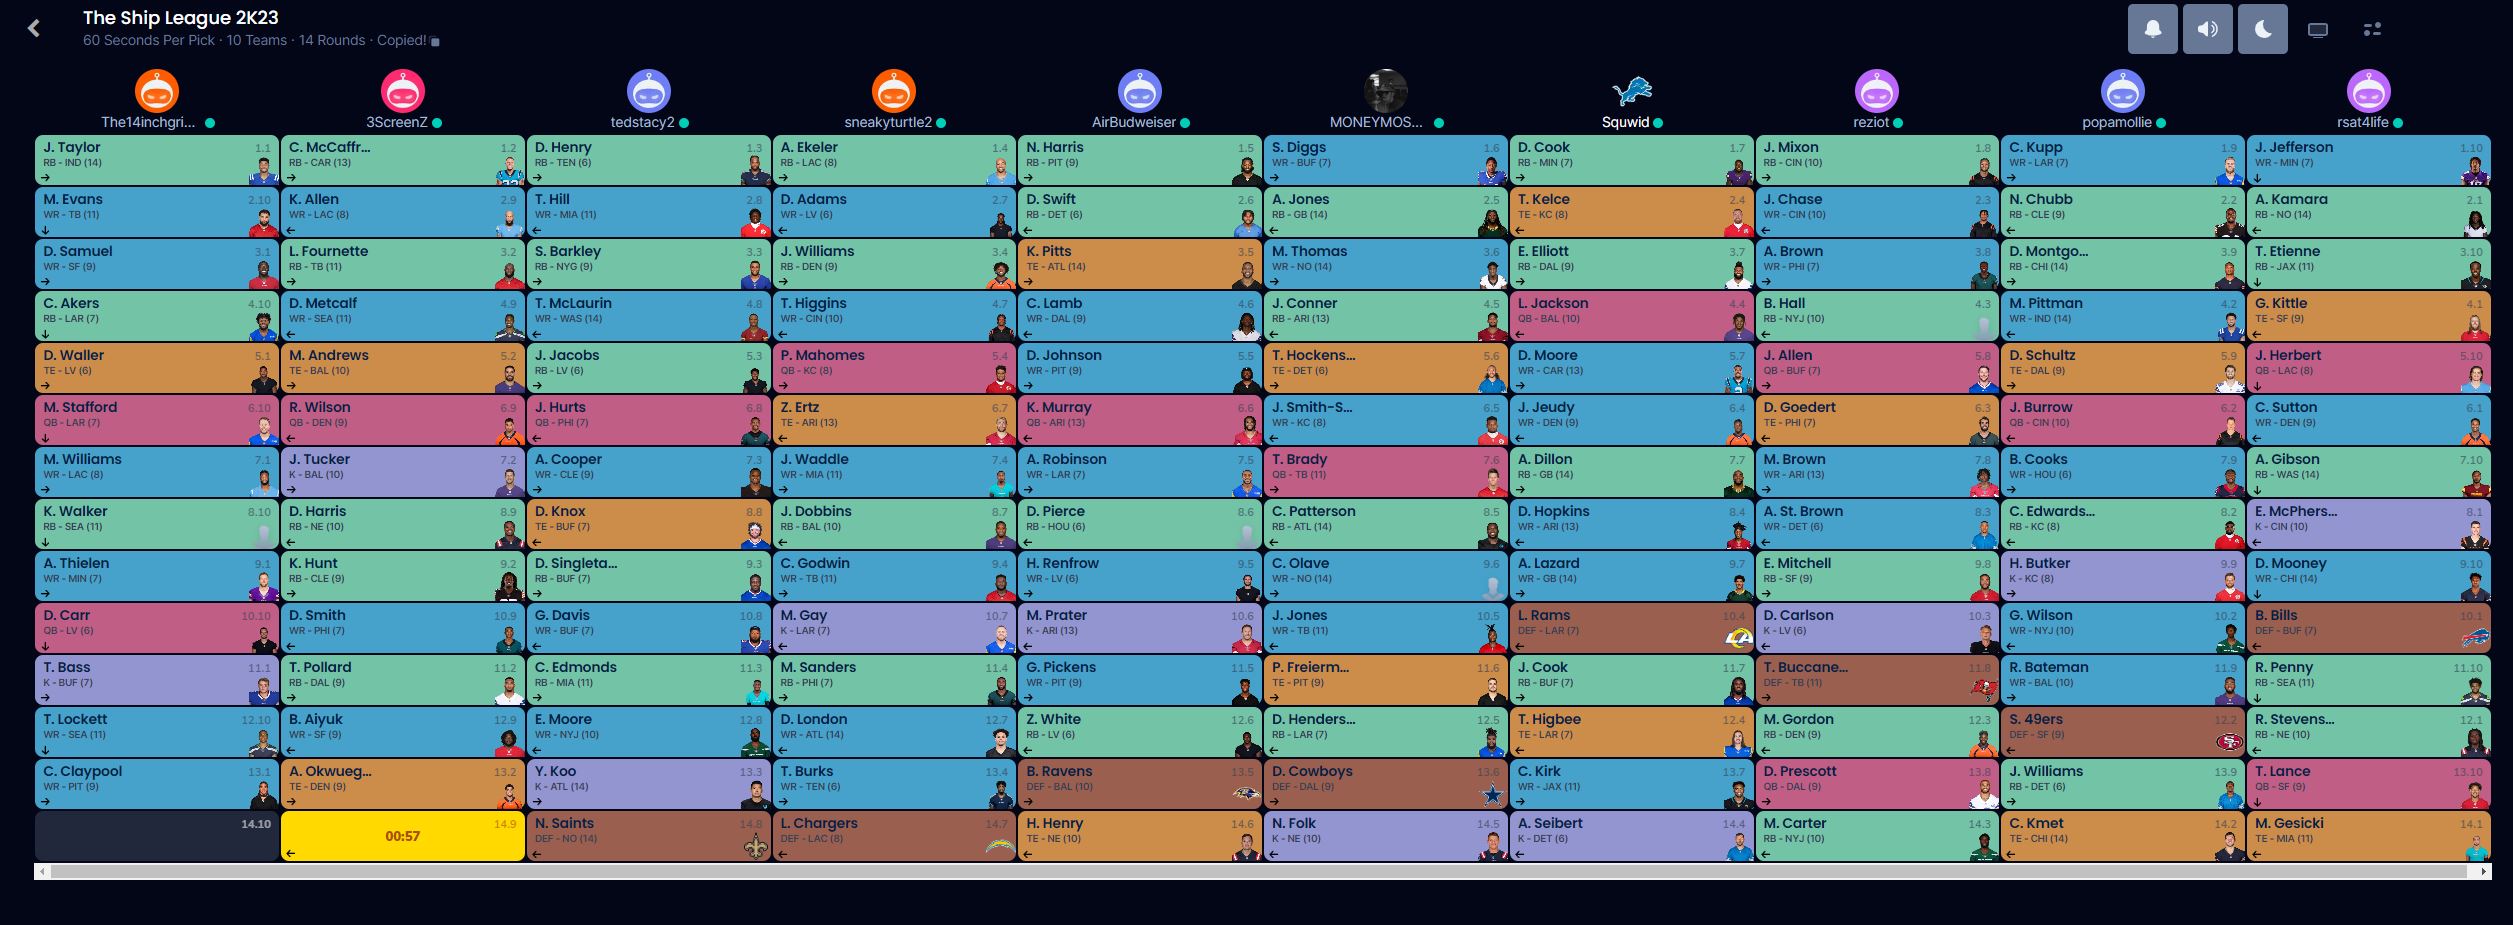 The Ship League 2K23
60 Seconds Per Pick · 10 Teams · 14 Rounds · Copied!
The14inchgri... 3ScreenZ tedstacy2 sneakyturtle2 AirBudweiser MONEYMOS... Squwid reziot popamollie rsat4life
J. Taylor 1.1 C. McCaffr... 1.2 D. Henry 1.3 A. Ekeler 1.4 N. Harris 1.5 S. Diggs 1.6 D. Cook 1.7 J. Mixon 1.8 C. Kupp 1.9 J. Jefferson 1.10
RB - IND (14) RB - CAR (13) RB - TEN (6) RB - LAC (8) RB - PIT (9) WR - BUF (7) RB - MIN (7) RB - CIN (10) WR - LAR (7) WR - MIN (7)
M. Evans 2.10 K. Allen 2.9 T. Hill 2.8 D. Adams 2.7 D. Swift 2.6 A. Jones 2.5 T. Kelce 2.4 J. Chase 2.3 N. Chubb 2.2 A. Kamara 2.1
WR - TB (11) WR - LAC (8) WR - MIA (11) WR - LV (6) RB - DET (6) RB - GB (14) TE - KC (8) WR - CIN (10) RB - CLE (9) RB - NO (14)
D. Samuel 3.1 L. Fournette 3.2 S. Barkley 3.3 J. Williams 3.4 K. Pitts 3.5 M. Thomas 3.6 E. Elliott 3.7 A. Brown 3.8 D. Montgo... 3.9 T. Etienne 3.10
WR - SF (9) RB - TB (11) RB - NYG (9) RB - DEN (9) TE - ATL (14) WR - NO (14) RB - DAL (9) WR - PHI (7) RB - CHI (14) RB - JAX (11)
C. Akers 4.10 D. Metcalf 4.9 T. McLaurin 4.8 T. Higgins 4.7 C. Lamb 4.6 J. Conner 4.5 L. Jackson 4.4 B. Hall 4.3 M. Pittman 4.2 G. Kittle 4.1
RB - LAR (7) WR - SEA (11) WR - WAS (14) WR - CIN (10) WR - DAL (9) RB - ARI (13) QB - BAL (10) RB - NYJ (10) WR - IND (14) TE - SF (9)
D. Waller 5.1 M. Andrews 5.2 J. Jacobs 5.3 P. Mahomes 5.4 D. Johnson 5.5 T. Hockens... 5.6 D. Moore 5.7 J. Allen 5.8 D. Schultz 5.9 J. Herbert 5.10
TE - LV (6) TE - BAL (10) RB - LV (6) QB - KC (8) WR - PIT (9) TE - DET (6) WR - CAR (13) QB - BUF (7) TE - DAL (9) QB - LAC (8)
M. Stafford 6.10 R. Wilson 6.9 J. Hurts 6.8 Z. Ertz 6.7 K. Murray 6.6 J. Smith-S... 6.5 J. Jeudy 6.4 D. Goedert 6.3 J. Burrow 6.2 C. Sutton 6.1
QB - LAR (7) QB - DEN (9) QB - PHI (7) TE - ARI (13) QB - ARI (13) WR - KC (8) WR - DEN (9) TE - PHI (7) QB - CIN (10) WR - DEN (9)
M. Williams 7.1 J. Tucker 7.2 A. Cooper 7.3 J. Waddle 7.4 A. Robinson 7.5 T. Brady 7.6 A. Dillon 7.7 M. Brown 7.8 B. Cooks 7.9 A. Gibson 7.10
WR - LAC (8) K - BAL (10) WR - CLE (9) WR - MIA (11) WR - LAR (7) QB - TB (11) RB - GB (14) WR - ARI (13) WR - HOU (6) RB - WAS (14)
K. Walker 8.10 D. Harris 8.9 D. Knox 8.8 J. Dobbins 8.7 D. Pierce 8.6 C. Patterson 8.5 D. Hopkins 8.4 A. St. Brown 8.3 C. Edwards... 8.2 E. McPhers... 8.1
RB - SEA (11) RB - NE (10) TE - BUF (7) RB - BAL (10) RB - HOU (6) RB - ATL (14) WR - ARI (13) WR - DET (6) RB - KC (8) K - CIN (10)
A. Thielen 9.1 K. Hunt 9.2 D. Singleta... 9.3 C. Godwin 9.4 H. Renfrow 9.5 C. Olave 9.6 A. Lazard 9.7 E. Mitchell 9.8 H. Butker 9.9 D. Mooney 9.10
WR - MIN (7) RB - CLE (9) RB - BUF (7) WR - TB (11) WR - LV (6) WR - NO (14) WR - GB (14) RB - SF (9) K - KC (8) WR - CHI (14)
D. Carr 10.10 D. Smith 10.9 G. Davis 10.8 M. Gay 10.7 M. Prater 10.6 J. Jones 10.5 L. Rams 10.4 D. Carlson 10.3 G. Wilson 10.2 B. Bills 10.1
QB - LV (6) WR - PHI (7) WR - BUF (7) K - LAR (7) K - ARI (13) WR - TB (11) DEF - LAR (7) K - LV (6) WR - NYJ (10) DEF - BUF (7)
T. Bass 11.1 T. Pollard 11.2 C. Edmonds 11.3 M. Sanders 11.4 G. Pickens 11.5 P. Freierm... 11.6 J. Cook 11.7 T. Buccane... 11.8 R. Bateman 11.9 R. Penny 11.10
K - BUF (7) RB - DAL (9) RB - MIA (11) RB - PHI (7) WR - PIT (9) TE - PIT (9) RB - BUF (7) DEF - TB (11) WR - BAL (10) RB - SEA (11)
T. Lockett 12.10 B. Aiyuk 12.9 E. Moore 12.8 D. London 12.7 Z. White 12.6 D. Henders... 12.5 T. Higbee 12.4 M. Gordon 12.3 S. 49ers 12.2 R. Stevens... 12.1
WR - SEA (11) WR - SF (9) WR - NYJ (10) WR - ATL (14) RB - LV (6) RB - LAR (7) TE - LAR (7) RB - DEN (9) DEF - SF (9) RB - NE (10)
C. Claypool 13.1 A. Okwueg... 13.2 Y. Koo 13.3 T. Burks 13.4 B. Ravens 13.5 D. Cowboys 13.6 C. Kirk 13.7 D. Prescott 13.8 J. Williams 13.9 T. Lance 13.10
WR - PIT (9) TE - DEN (9) K - ATL (14) WR - TEN (6) DEF - BAL (10) DEF - DAL (9) WR - JAX (11) QB - DAL (9) RB - DET (6) QB - SF (9)
14.10 14.9 N. Saints 14.8 L. Chargers 14.7 H. Henry 14.6 N. Folk 14.5 A. Seibert 14.4 M. Carter 14.3 C. Kmet 14.2 M. Gesicki 14.1
00:57 DEF - NO (14) DEF - LAC (8) TE - NE (10) K - NE (10) K - DET (6) RB - NYJ (10) TE - CHI (14) TE - MIA (11)